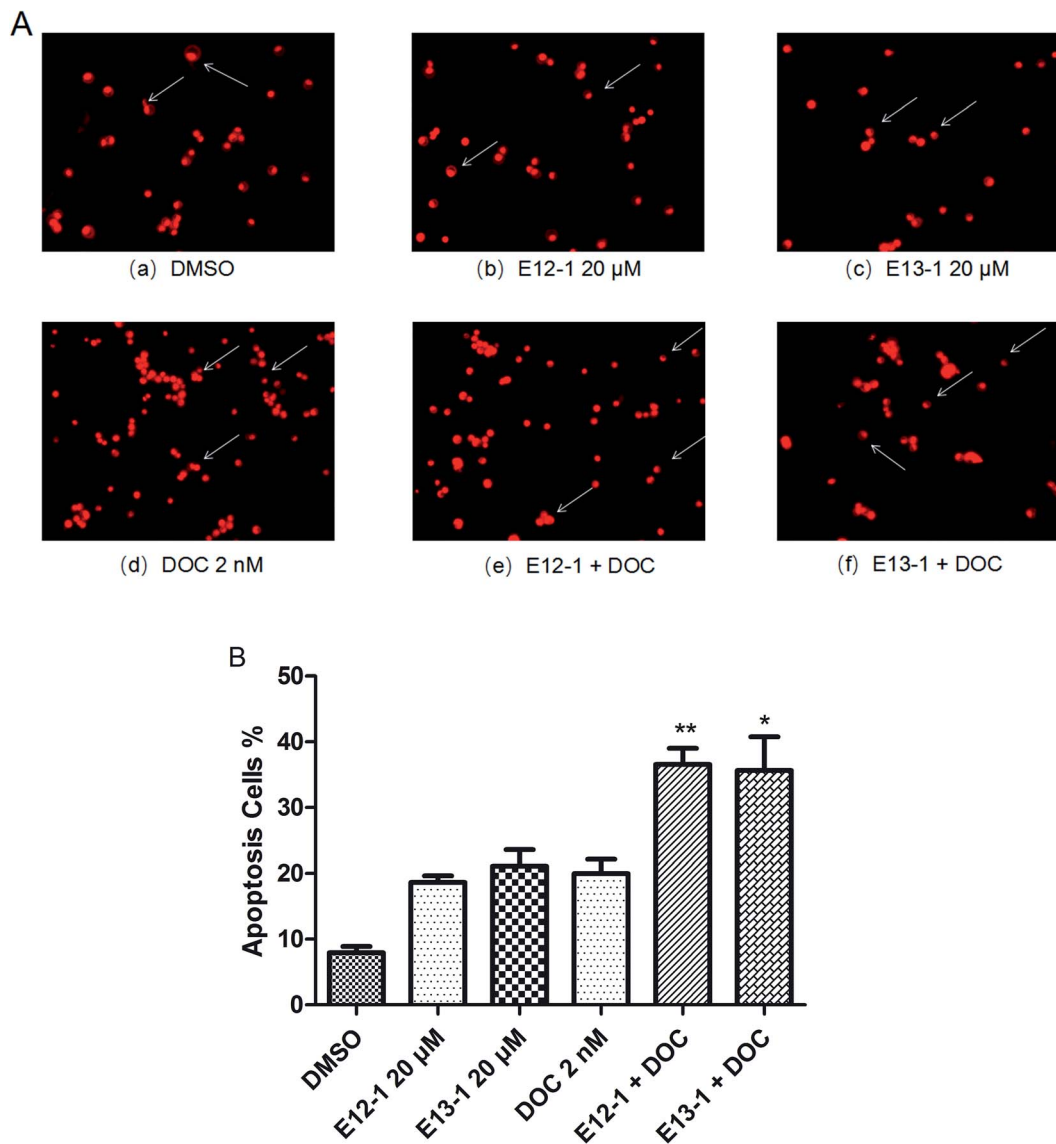 A
(a) DMSO
(b) E12-1 20 μM
(c) E13-1 20 μM
(d) DOC 2 nM
(e) E12-1 + DOC
(f) E13-1 + DOC
B
Apoptosis Cells %
50
40
30
20
10
0
**
*
DMSO
E12-1 20 μM
E13-1 20 μM
DOC 2 nM
E12-1 + DOC
E13-1 + DOC